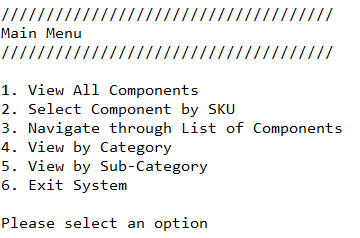 /////////////////////////////////////
Main Menu
/////////////////////////////////////
1. View All Components
2. Select Component by SKU
3. Navigate through List of Components
4. View by Category
5. View by Sub-Category
6. Exit System
Please select an option